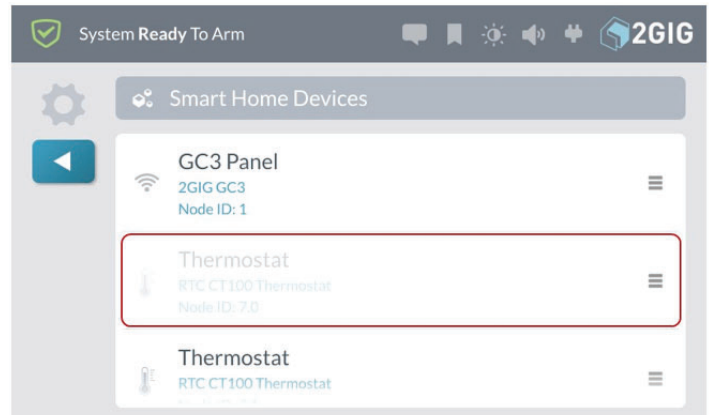 System Ready To Arm
2GIG
Smart Home Devices
GC3 Panel
2GIG GC3
Node ID: 1
Thermostat
RTC CT100 Thermostat
Node ID: 7.0
Thermostat
RTC CT100 Thermostat